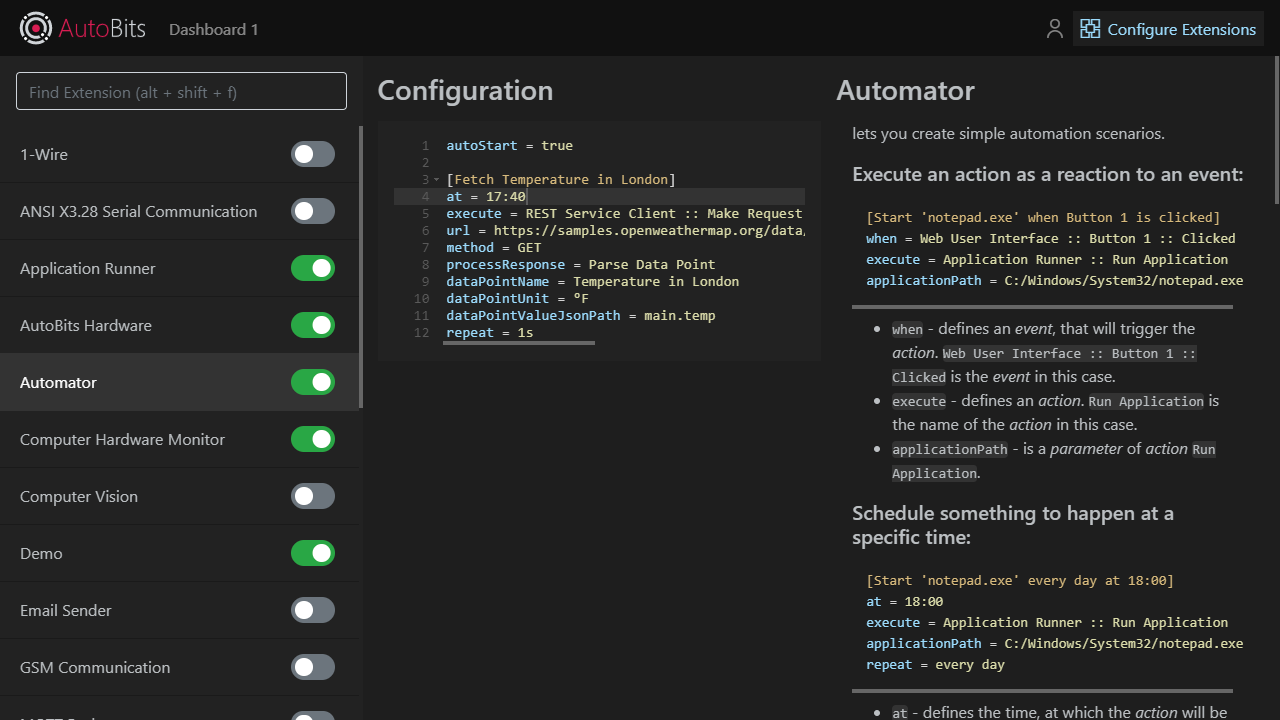 AutoBits
Dashboard 1
Configure Extensions
Find Extension (alt + shift + f)
1-Wire
ANSI X3.28 Serial Communication
Application Runner
AutoBits Hardware
Automator
Computer Hardware Monitor
Computer Vision
Demo
Email Sender
GSM Communication
Configuration
1 autoStart = true
2
3 [Fetch Temperature in London]
4 at = 17:40
5 execute = REST Service Client :: Make Request
6 url = https://samples.openweathermap.org/data/
7 method = GET
8 processResponse = Parse Data Point
9 dataPointName = Temperature in London
10 dataPointUnit = °F
11 dataPointValueJsonPath = main.temp
12 repeat = 1s
Automator
lets you create simple automation scenarios.
Execute an action as a reaction to an event:
[Start 'notepad.exe' when Button 1 is clicked]
when = Web User Interface :: Button 1 :: Clicked
execute = Application Runner :: Run Application
applicationPath = C:/Windows/System32/notepad.exe
• when - defines an event, that will trigger the
action. Web User Interface :: Button 1 ::
Clicked is the event in this case.
• execute - defines an action. Run Application is
the name of the action in this case.
• applicationPath - is a parameter of action Run
Application.
Schedule something to happen at a
specific time:
[Start 'notepad.exe' every day at 18:00]
at = 18:00
execute = Application Runner :: Run Application
applicationPath = C:/Windows/System32/notepad.exe
repeat = every day
• at - defines the time, at which the action will be